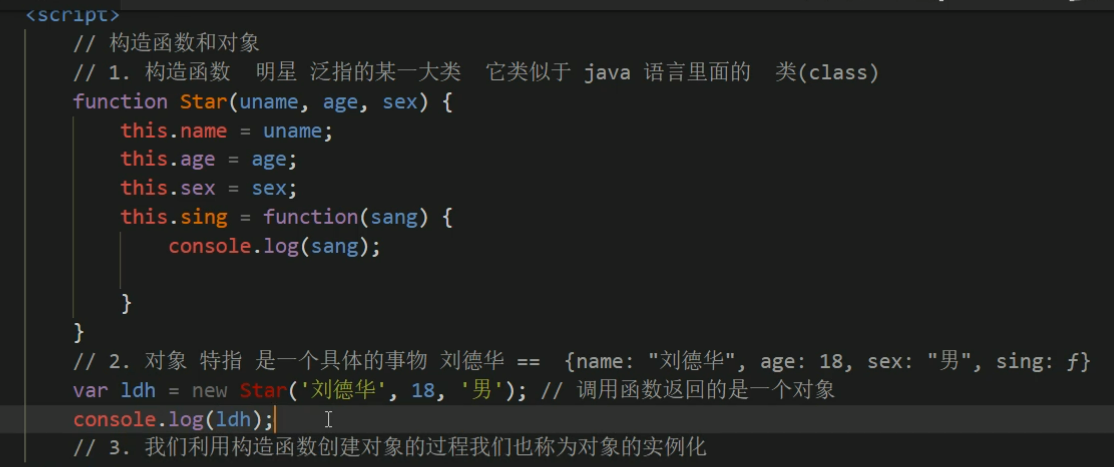 <script>
// 构造函数和对象
// 1. 构造函数 明星 泛指的某一大类 它类似于 java 语言里面的 类(class)
function Star(uname, age, sex) {
this.name = uname;
this.age = age;
this.sex = sex;
this.sing = function(sang) {
console.log(sang);
}
}
// 2. 对象 特指 是一个具体的事物 刘德华 == {name: "刘德华", age: 18, sex: "男", sing: ƒ}
var ldh = new Star('刘德华', 18, '男'); // 调用函数返回的是一个对象
console.log(ldh);
// 3. 我们利用构造函数创建对象的过程我们也称为对象的实例化